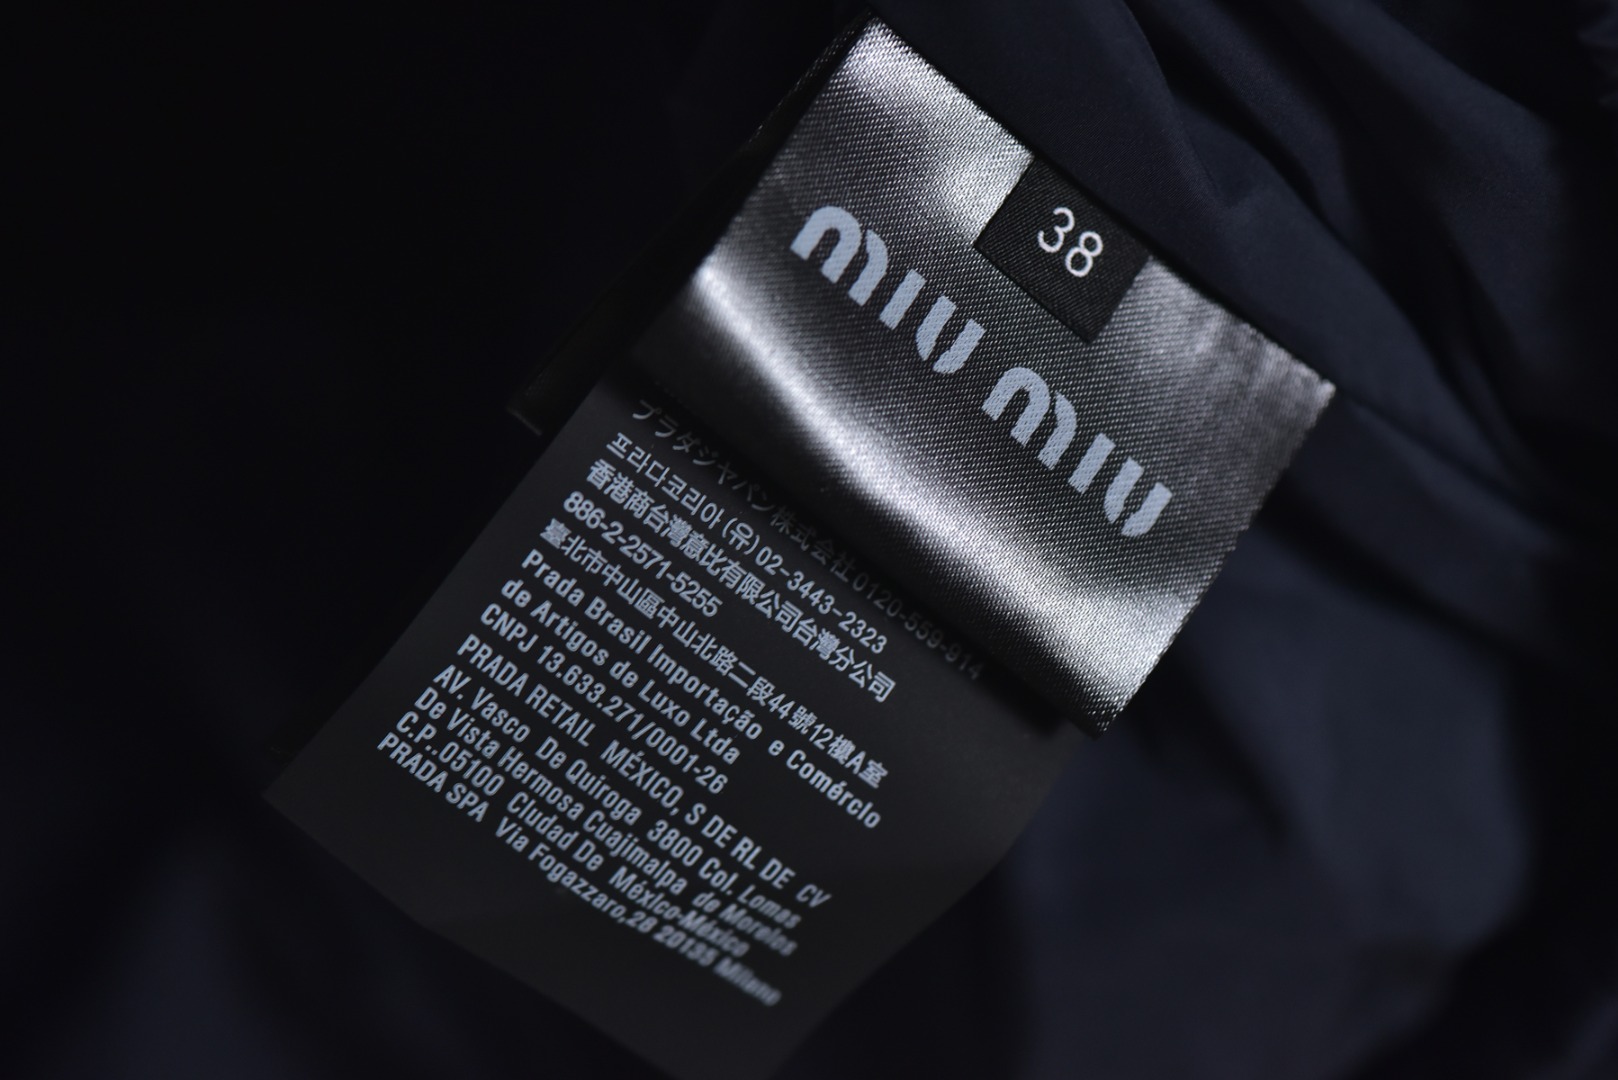 38
miu miu
プラダジャパン株式会社 0120-559-914
프라다코리아 (유) 02-3443-2323
香港商台灣意比有限公司台灣分公司
886-2-2571-5255
臺北市中山區中山北路二段44號12樓A室
Prada Brasil Importação e Comércio
de Artigos de Luxo Ltda
CNPJ 13.633.271/0001-26
PRADA RETAIL MÉXICO, S DE RL DE CV
AV. Vasco De Quiroga 3800 Col. Lomas
De Vista Hermosa Cuajimalpa de Morelos
C.P..05100 Ciudad De México-México
PRADA SPA Via Fogazzaro,28 20135 Milano